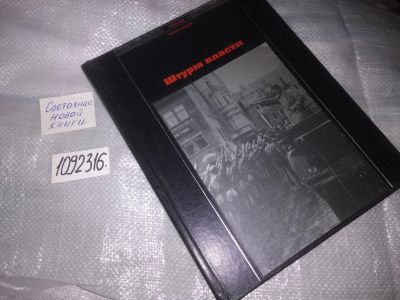 Штурм власти
Состояние
новой
книги.
1092316.